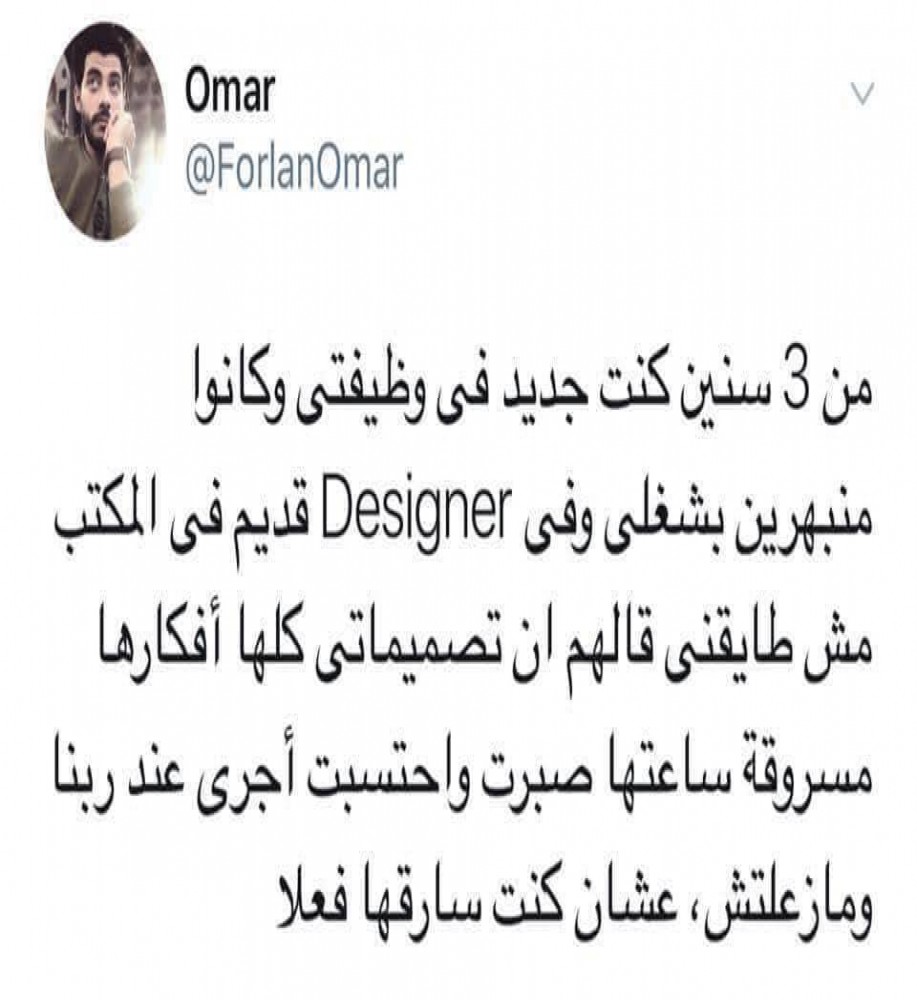 Omar
@ForlanOmar
من 3 سنين كنت جديد فى وظيفتى وكانوا
منبهرين بشغلى وفى Designer قديم فى المكتب
مش طايقنى قالهم ان تصميماتى كلها أفكارها
مسروقة ساعتها صبرت واحتسبت أجرى عند ربنا
ومازعلتش، عشان كنت سارقها فعلا